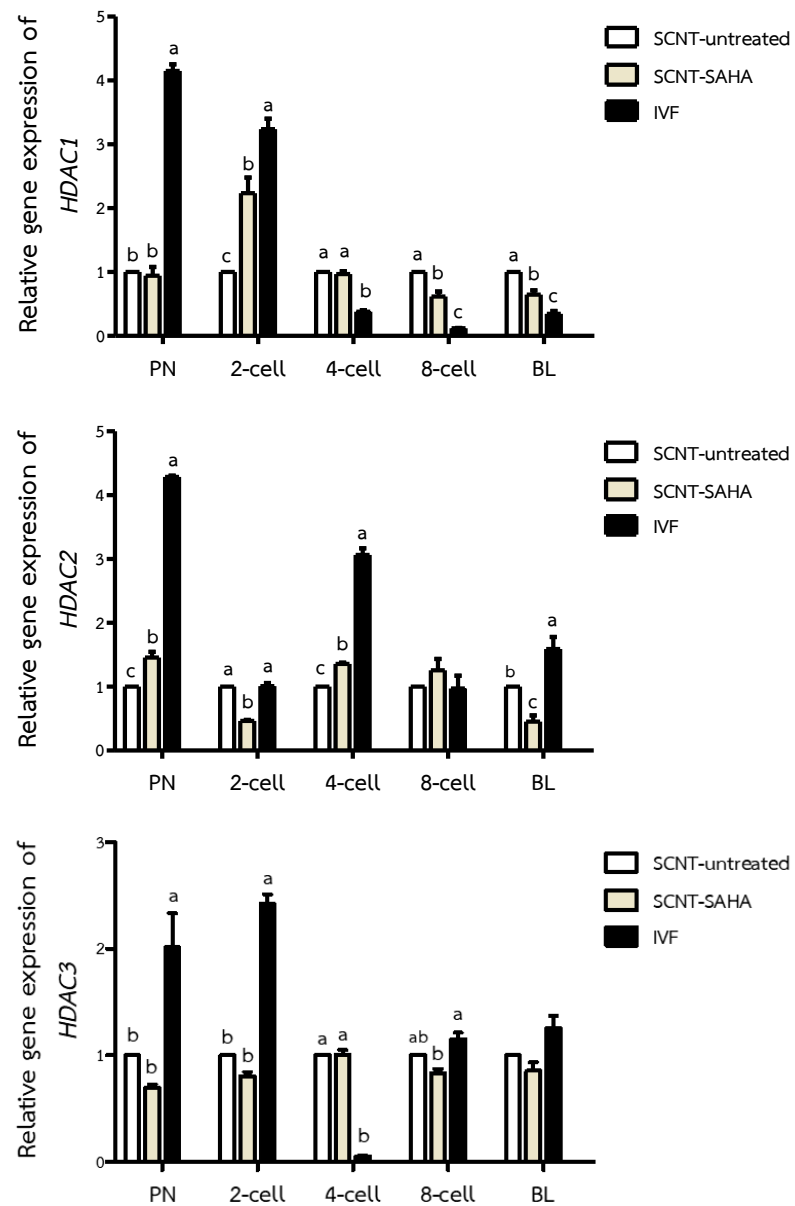 Relative gene expression of
HDAC1
5
4
3
2
1
0
b b a
c b a
a a b
a b c
a b c
PN 2-cell 4-cell 8-cell BL
SCNT-untreated
SCNT-SAHA
IVF
Relative gene expression of
HDAC2
5
4
3
2
1
0
c b a
a b a
c b a
b c a
PN 2-cell 4-cell 8-cell BL
SCNT-untreated
SCNT-SAHA
IVF
Relative gene expression of
HDAC3
3
2
1
0
b b a
b b a
a a b
ab b a
PN 2-cell 4-cell 8-cell BL
SCNT-untreated
SCNT-SAHA
IVF